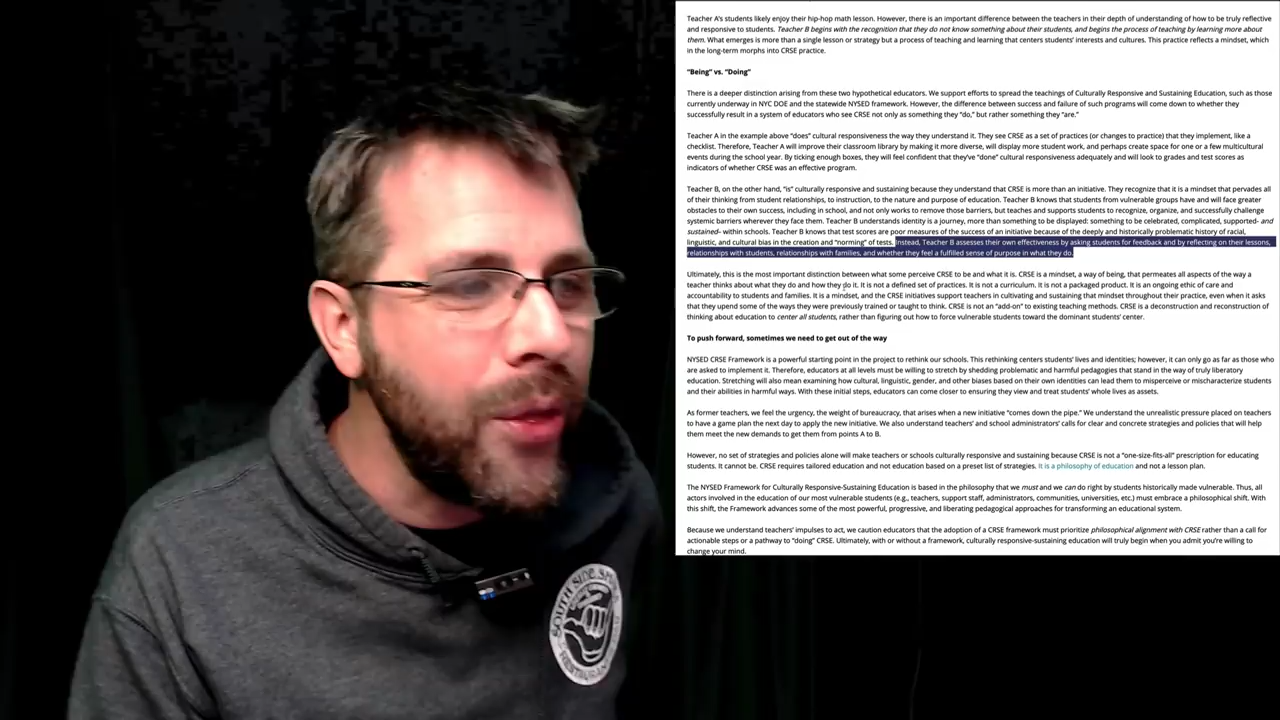 Teacher A's students likely enjoy their hip-hop math lesson. However, there is an important difference between the teachers in their depth of understanding of how to be truly reflective
and responsive to students. Teacher B begins with the recognition that they do not know something about their students, and begins the process of teaching by learning more about
them. What emerges is more than a single lesson or strategy but a process of teaching and learning that centers students' interests and cultures. This practice reflects a mindset, which
in the long-term morphs into CRSE practice.
"Being" vs. "Doing"
There is a deeper distinction arising from these two hypothetical educators. We support efforts to spread the teachings of Culturally Responsive and Sustaining Education, such as those
currently underway in NYC DOE and the statewide NYSED framework. However, the difference between success and failure of such programs will come down to whether they
successfully result in a system of educators who see CRSE not only as something they "do," but rather something they "are."
Teacher A in the example above "does" cultural responsiveness the way they understand it. They see CRSE as a set of practices (or changes to practice) that they implement, like a
checklist. Therefore, Teacher A will improve their classroom library by making it more diverse, will display more student work, and perhaps create space for one or a few multicultural
events during the school year. By ticking enough boxes, they will feel confident that they've "done" cultural responsiveness adequately and will look to grades and test scores as
indicators of whether CRSE was an effective program.
Teacher B, on the other hand, "is" culturally responsive and sustaining because they understand that CRSE is more than an initiative. They recognize that it is a mindset that pervades all
of their thinking from student relationships, to instruction, to the nature and purpose of education. Teacher B knows that students from vulnerable groups have and will face greater
obstacles to their own success, including in school, and not only works to remove those barriers, but teaches and supports students to recognize, organize, and successfully challenge
systemic barriers wherever they face them. Teacher B understands identity is a journey, more than something to be displayed: something to be celebrated, complicated, supported- and
sustained– within schools. Teacher B knows that test scores are poor measures of the success of an initiative because of the deeply and historically problematic history of racial,
linguistic, and cultural bias in the creation and "norming" of tests. Instead, Teacher B assesses their own effectiveness by asking students for feedback and by reflecting on their lessons,
relationships with students, relationships with families, and whether they feel a fulfilled sense of purpose in what they do.
Ultimately, this is the most important distinction between what some perceive CRSE to be and what it is. CRSE is a mindset, a way of being, that permeates all aspects of the way a
teacher thinks about what they do and how they do it. It is not a defined set of practices. It is not a curriculum. It is not a packaged product. It is an ongoing ethic of care and
accountability to students and families. It is a mindset, and the CRSE initiatives support teachers in cultivating and sustaining that mindset throughout their practice, even when it asks
that they upend some of the ways they were previously trained or taught to think. CRSE is not an "add-on" to existing teaching methods. CRSE is a deconstruction and reconstruction of
thinking about education to center all students, rather than figuring out how to force vulnerable students toward the dominant students' center.
To push forward, sometimes we need to get out of the way
NYSED CRSE Framework is a powerful starting point in the project to rethink our schools. This rethinking centers students' lives and identities; however, it can only go as far as those who
are asked to implement it. Therefore, educators at all levels must be willing to stretch by shedding problematic and harmful pedagogies that stand in the way of truly liberatory
education. Stretching will also mean examining how cultural, linguistic, gender, and other biases based on their own identities can lead them to misperceive or mischaracterize students
and their abilities in harmful ways. With these initial steps, educators can come closer to ensuring they view and treat students' whole lives as assets.
As former teachers, we feel the urgency, the weight of bureaucracy, that arises when a new initiative "comes down the pipe." We understand the unrealistic pressure placed on teachers
to have a game plan the next day to apply the new initiative. We also understand teachers' and school administrators' calls for clear and concrete strategies and policies that will help
them meet the new demands to get them from points A to B.
However, no set of strategies and policies alone will make teachers or schools culturally responsive and sustaining because CRSE is not a "one-size-fits-all" prescription for educating
students. It cannot be. CRSE requires tailored education and not education based on a preset list of strategies. It is a philosophy of education and not a lesson plan.
The NYSED Framework for Culturally Responsive-Sustaining Education is based in the philosophy that we must and we can do right by students historically made vulnerable. Thus, all
actors involved in the education of our most vulnerable students (e.g., teachers, support staff, administrators, communities, universities, etc.) must embrace a philosophical shift. With
this shift, the Framework advances some of the most powerful, progressive, and liberating pedagogical approaches for transforming an educational system.
Because we understand teachers' impulses to act, we caution educators that the adoption of a CRSE framework must prioritize philosophical alignment with CRSE rather than a call for
actionable steps or a pathway to "doing" CRSE. Ultimately, with or without a framework, culturally responsive-sustaining education will truly begin when you admit you're willing to
change your mind.
SOUTH SIDE
RESTAURANT